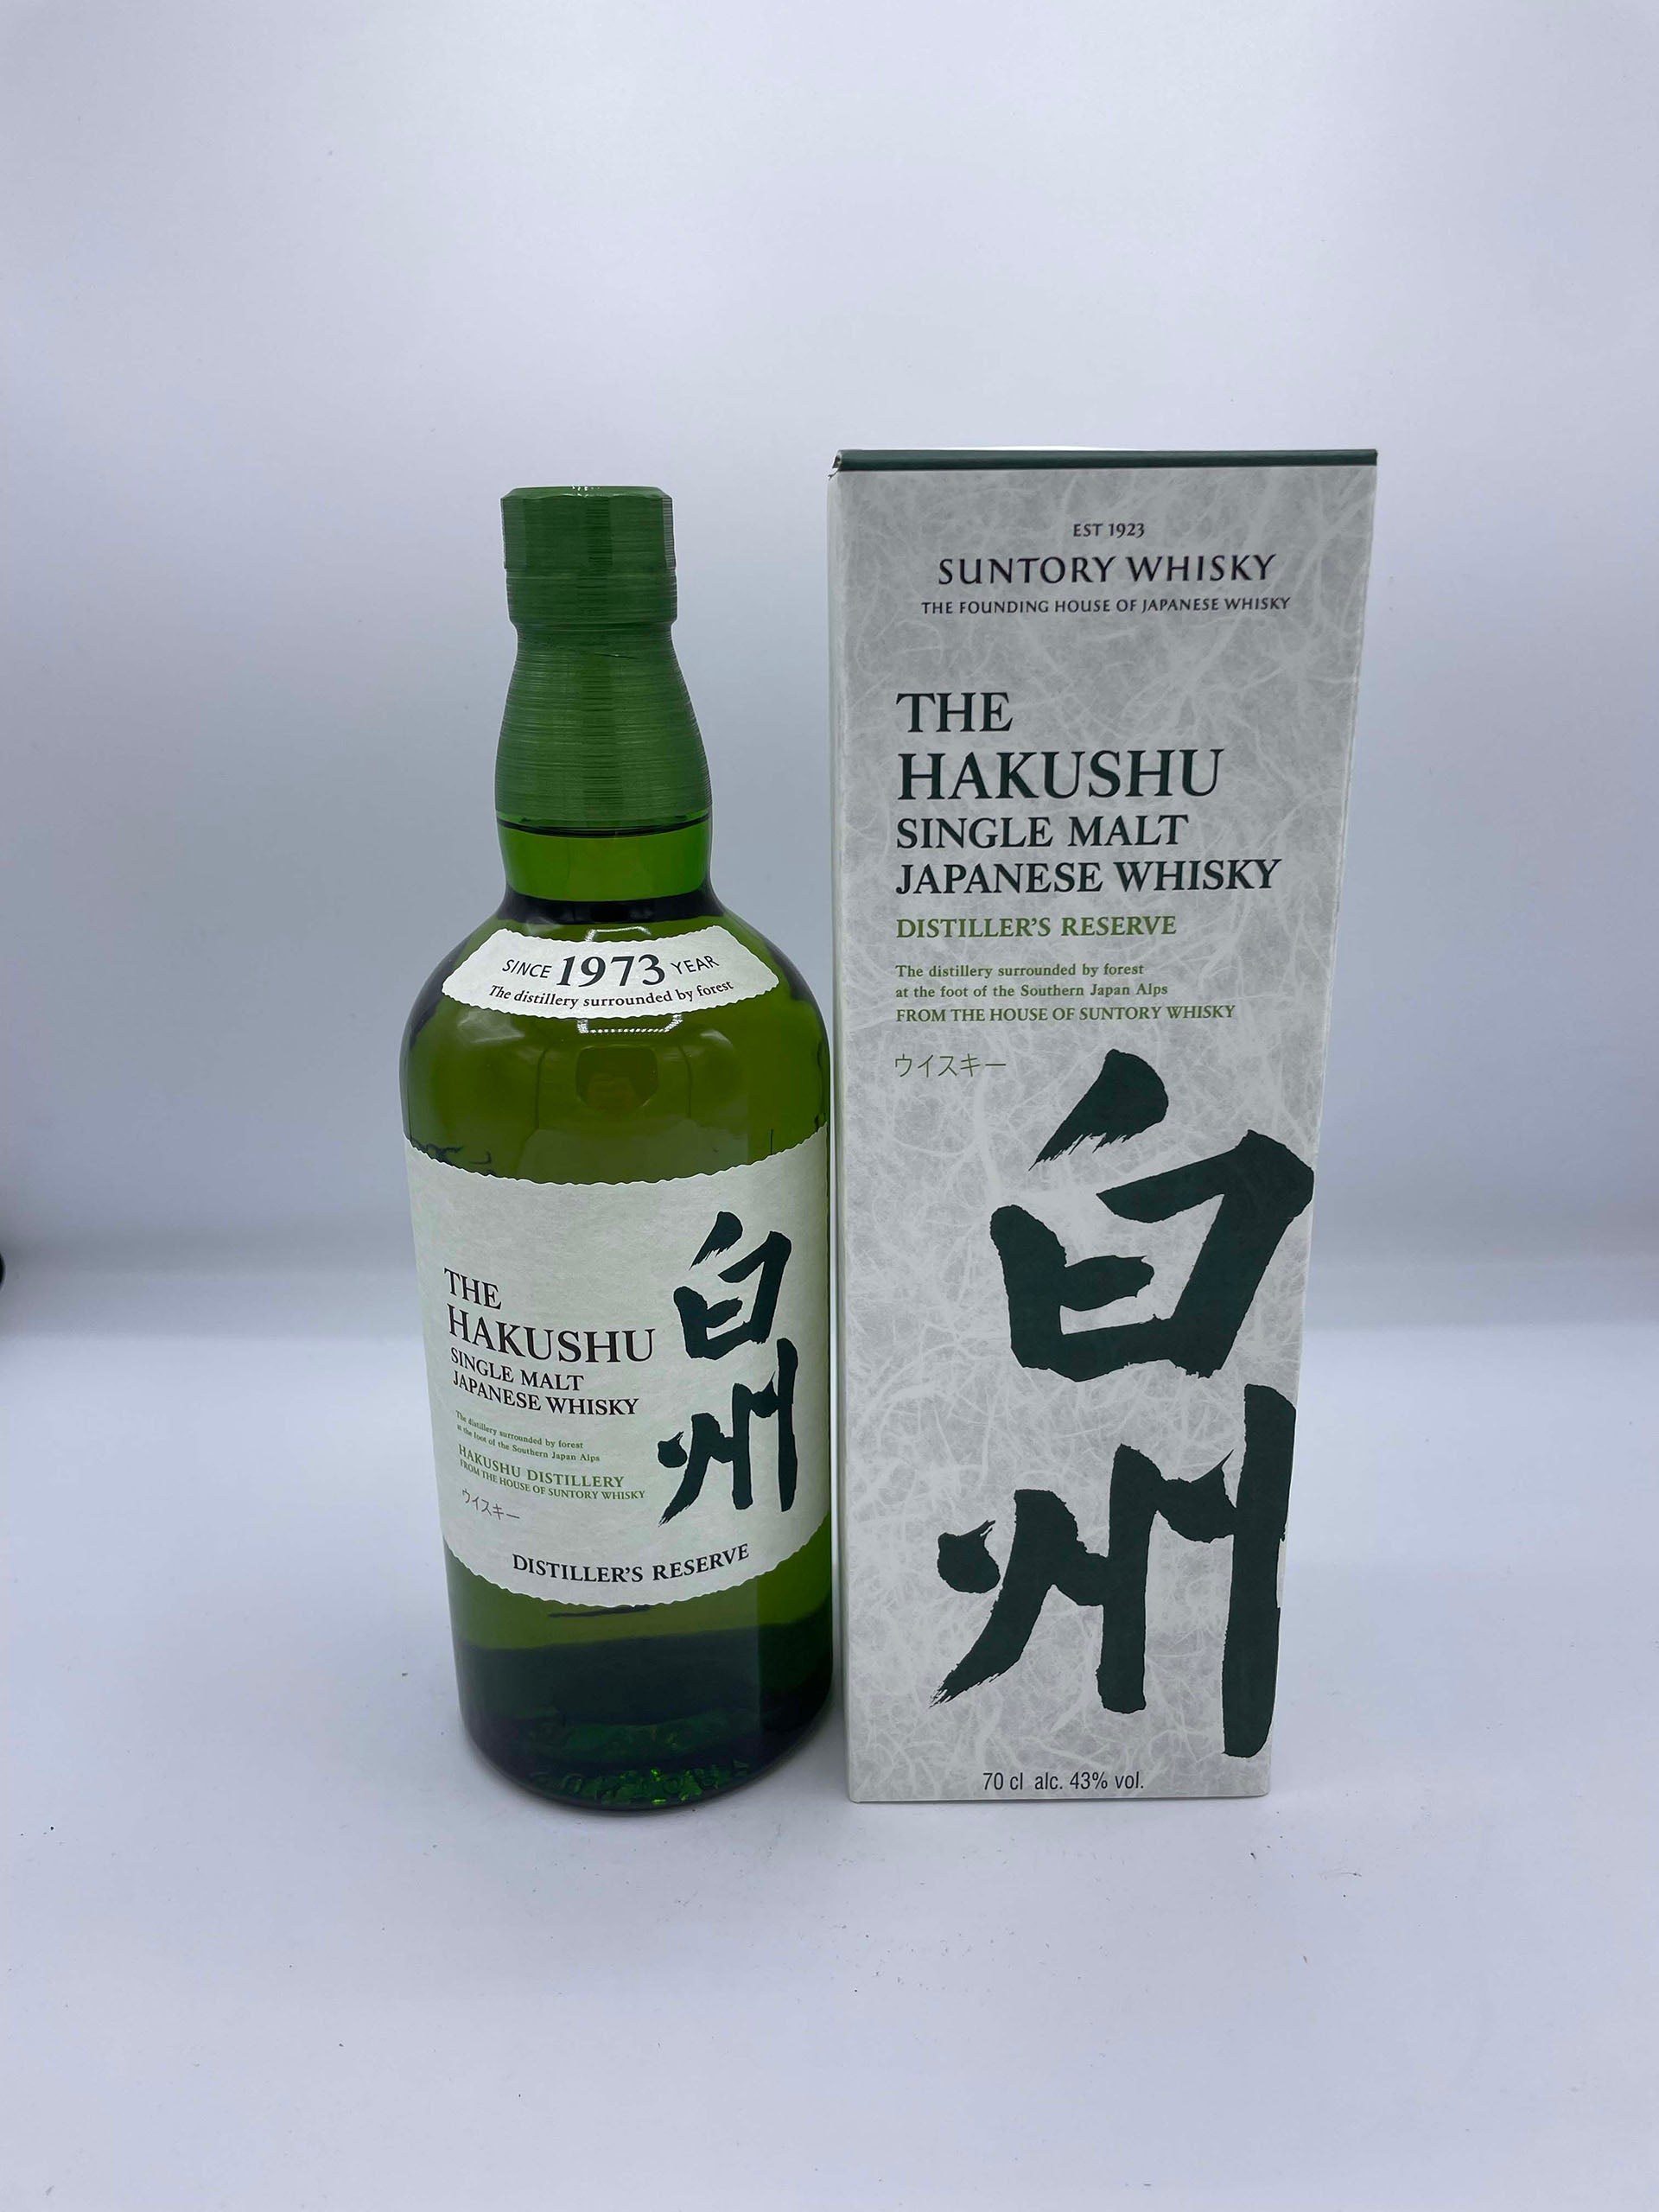 SINCE 1973 YEAR
The distillery surrounded by forest
THE
HAKUSHU
SINGLE MALT
JAPANESE WHISKY
The distillery surrounded by forest
at the foot of the Southern Japan Alps
HAKUSHU DISTILLERY
FROM THE HOUSE OF SUNTORY WHISKY
ウイスキー
白州
DISTILLER'S RESERVE
EST 1923
SUNTORY WHISKY
THE FOUNDING HOUSE OF JAPANESE WHISKY
THE
HAKUSHU
SINGLE MALT
JAPANESE WHISKY
DISTILLER'S RESERVE
The distillery surrounded by forest
at the foot of the Southern Japan Alps
FROM THE HOUSE OF SUNTORY WHISKY
ウイスキー
白州
70 cl alc. 43% vol.